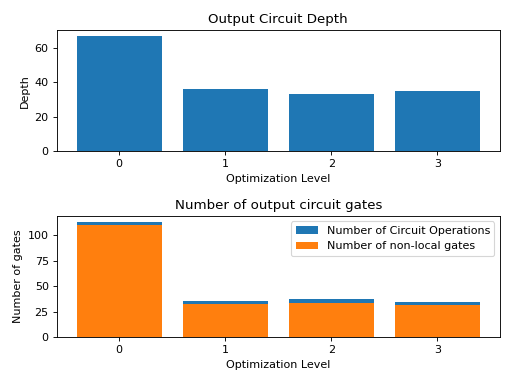 Output Circuit Depth
60
40
20
0
Depth
0 1 2 3
Optimization Level
Number of output circuit gates
100
75
50
25
0
Number of gates
Number of Circuit Operations
Number of non-local gates
0 1 2 3
Optimization Level